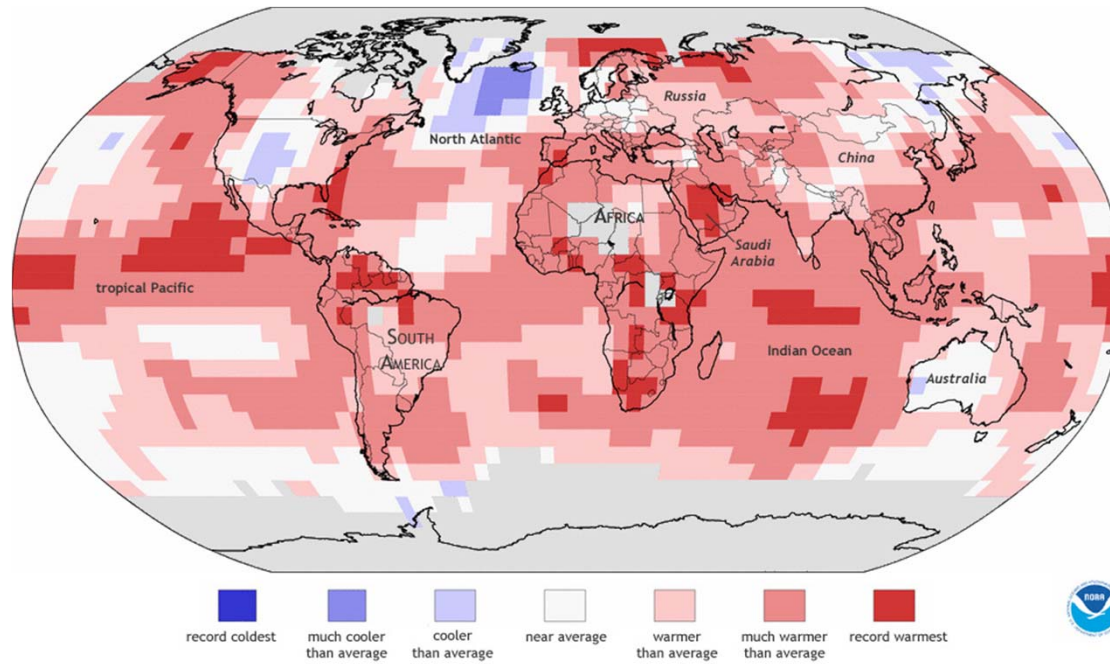 Russia
North Atlantic
China
AFRICA
Saudi
Arabia
tropical Pacific
SOUTH
AMERICA
Indian Ocean
Australia
record coldest
much cooler
than average
cooler
than average
near average
warmer
than average
much warmer
than average
record warmest
NOAA